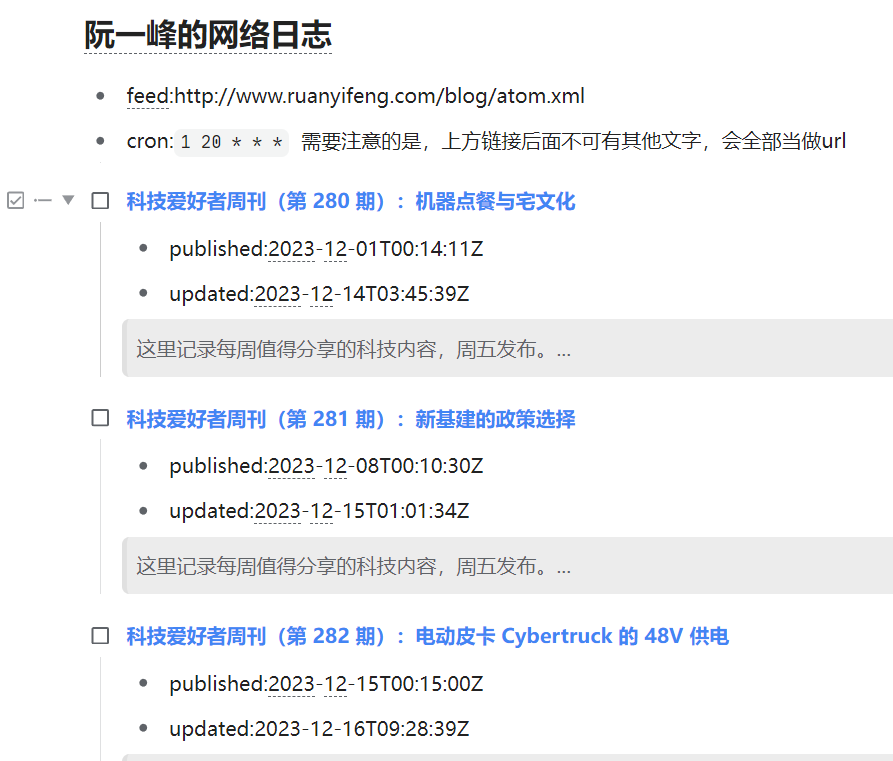 阮一峰的网络日志
feed:http://www.ruanyifeng.com/blog/atom.xml
cron: 1 20 * * * 需要注意的是，上方链接后面不可有其他文字，会全部当做url
科技爱好者周刊（第 280 期）：机器点餐与宅文化
published:2023-12-01T00:14:11Z
updated:2023-12-14T03:45:39Z
这里记录每周值得分享的科技内容，周五发布。...
科技爱好者周刊（第 281 期）：新基建的政策选择
published:2023-12-08T00:10:30Z
updated:2023-12-15T01:01:34Z
这里记录每周值得分享的科技内容，周五发布。...
科技爱好者周刊（第 282 期）：电动皮卡 Cybertruck 的 48V 供电
published:2023-12-15T00:15:00Z
updated:2023-12-16T09:28:39Z